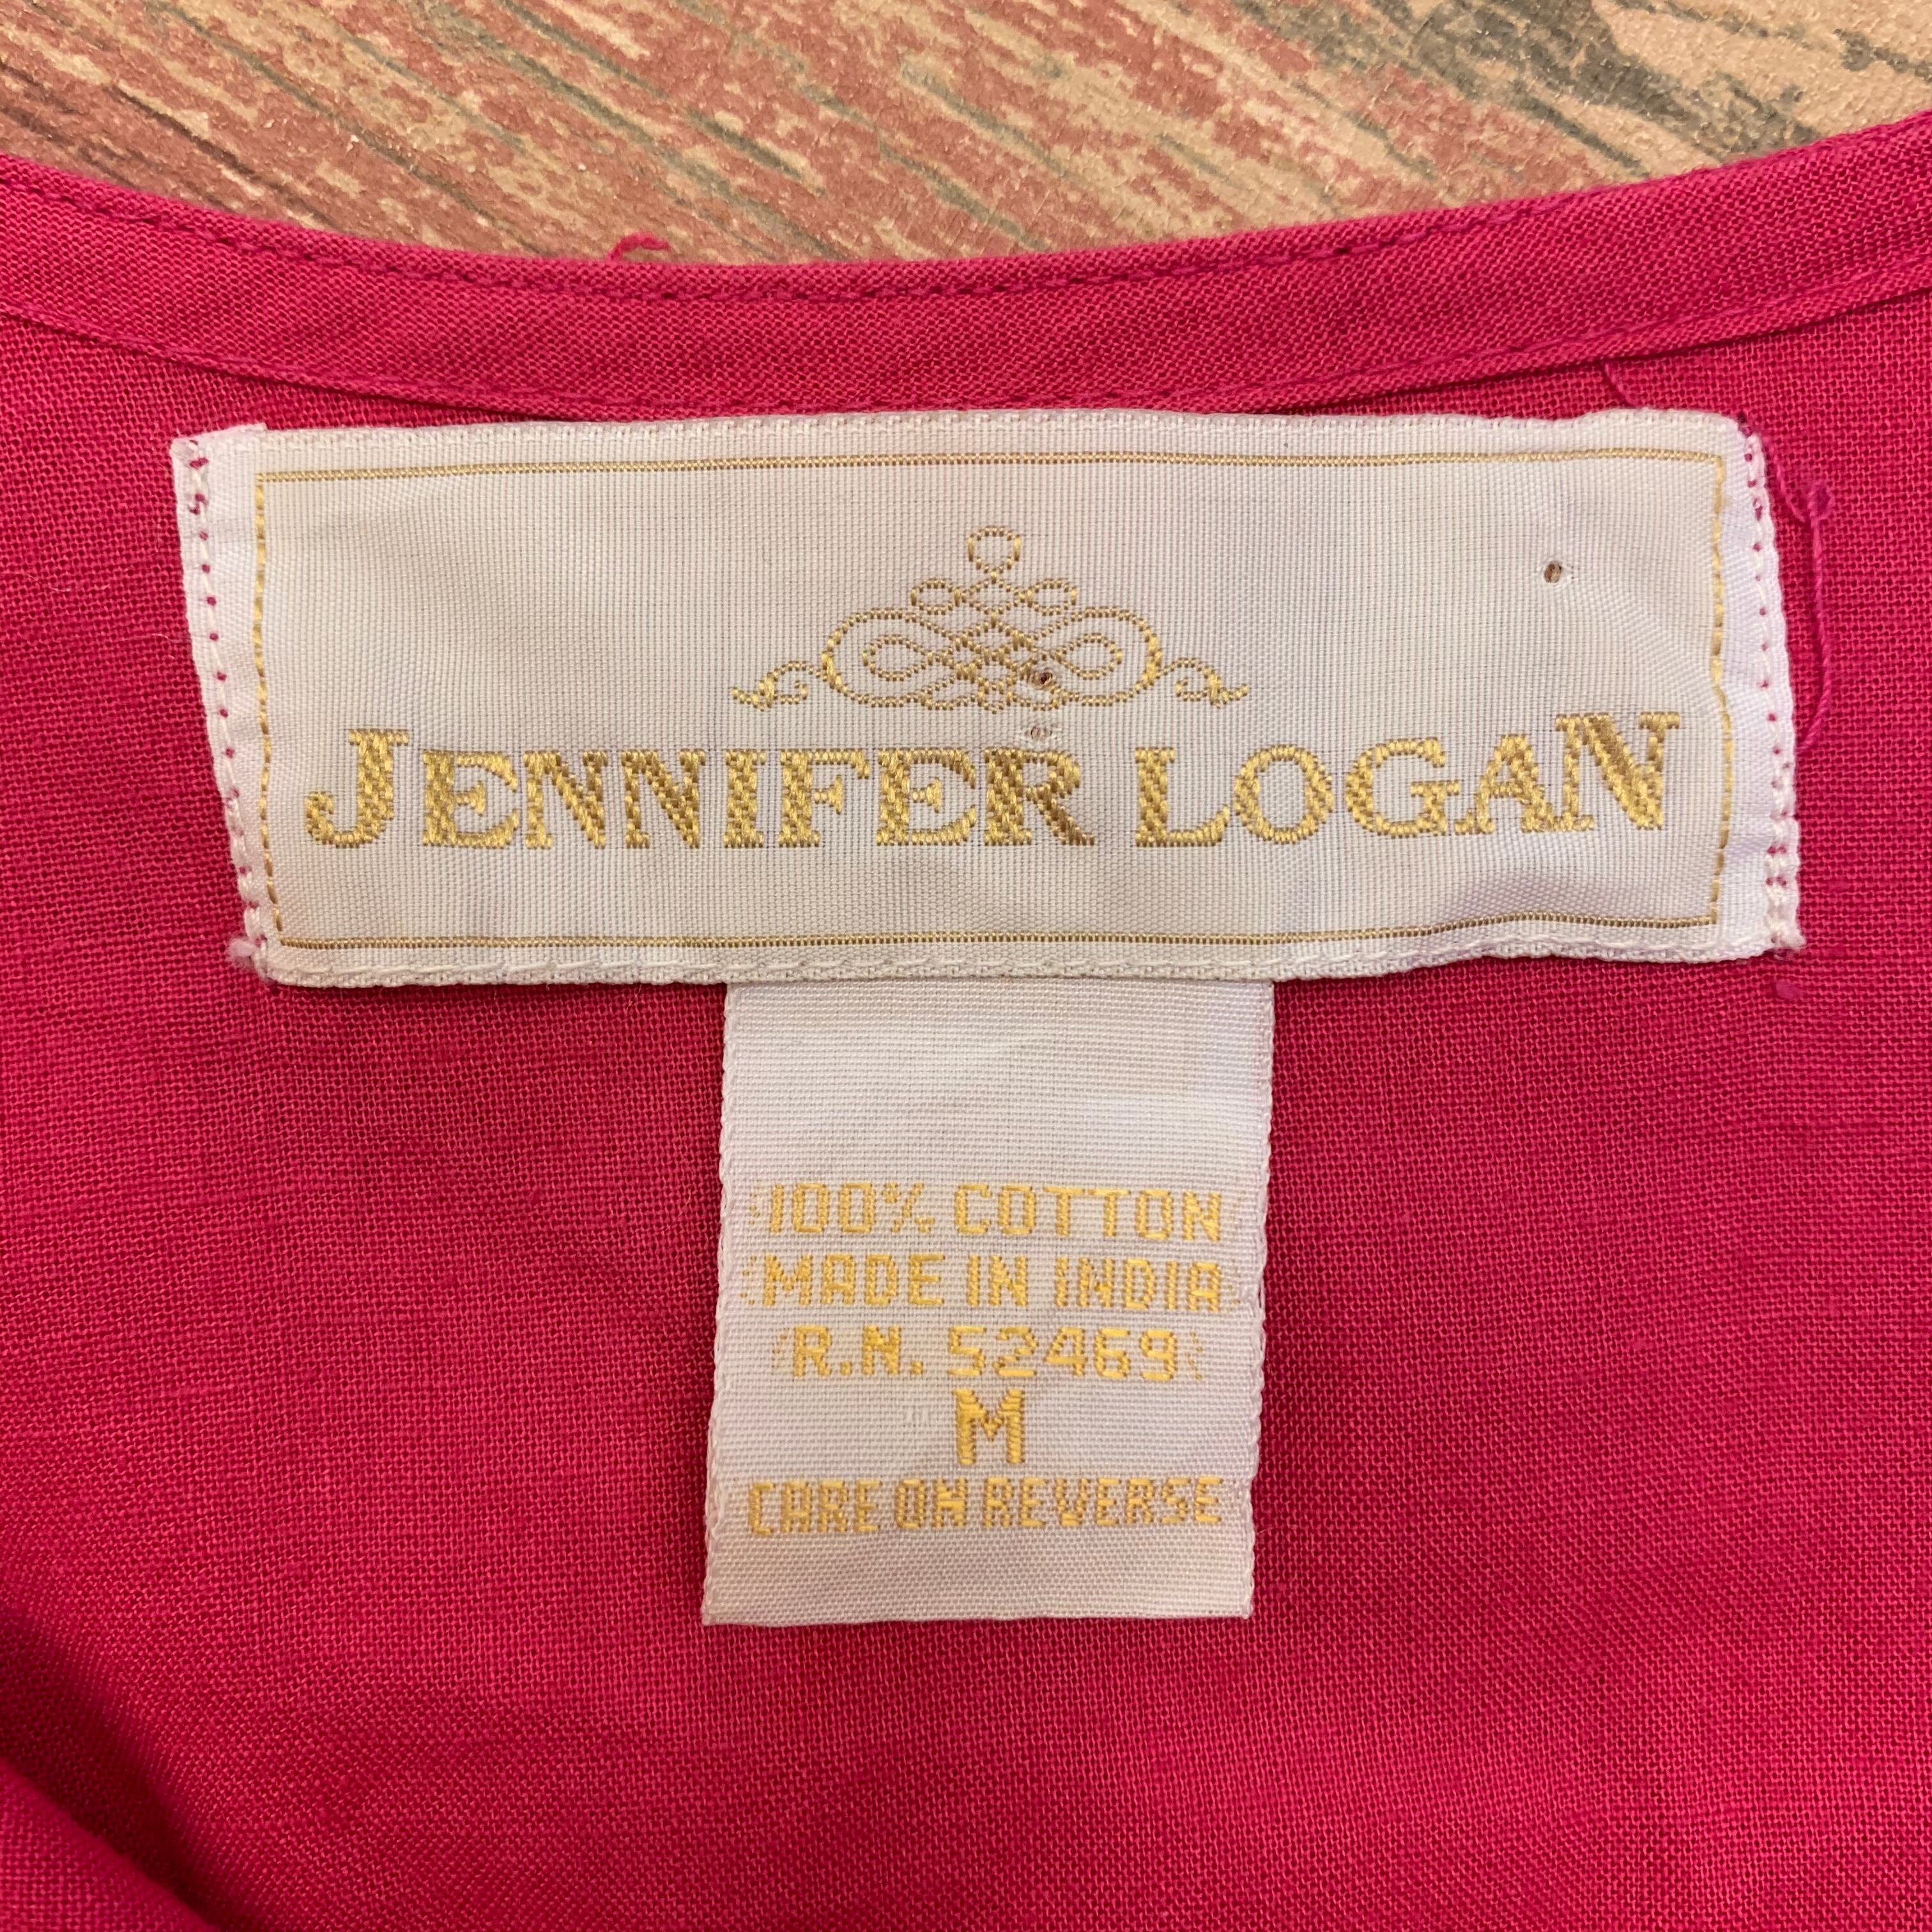 JENNIFER LOGAN
100% COTTON
MADE IN INDIA
R.N. 52469
M
CARE ON REVERSE